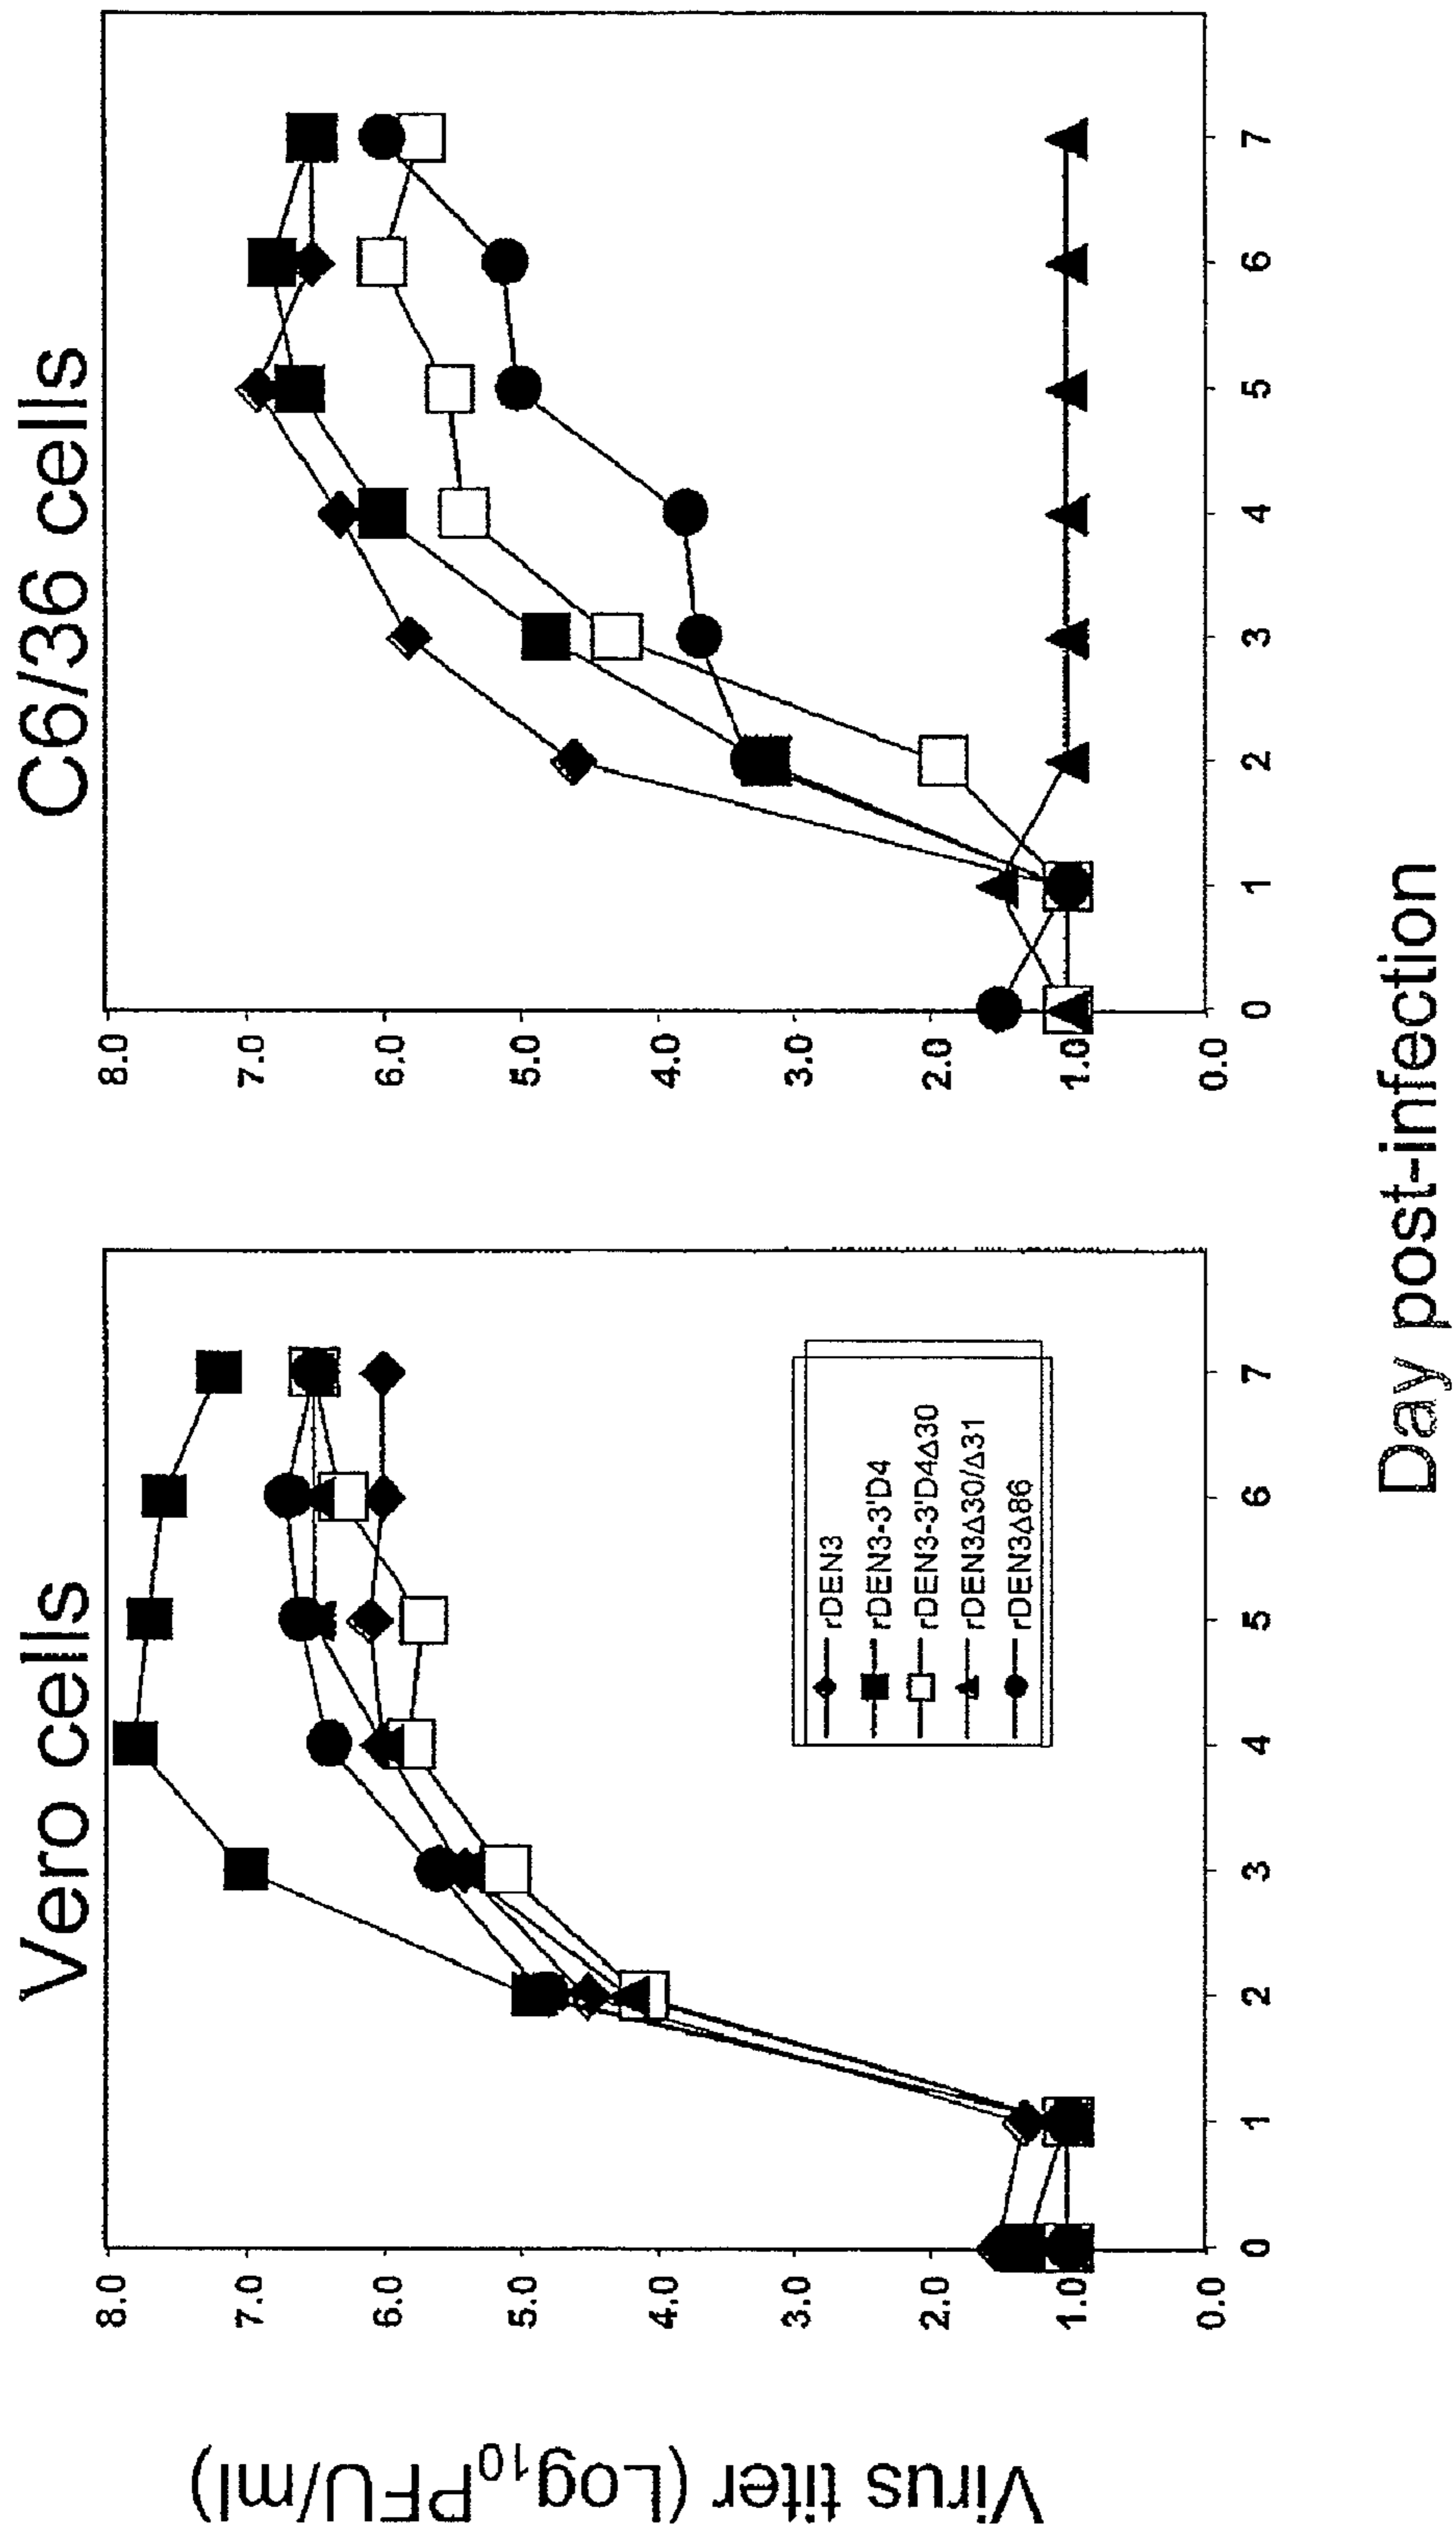 Vero cells
C6/36 cells
Virus titer (Log₁₀PFU/ml)
8.0
7.0
6.0
5.0
4.0
3.0
2.0
1.0
0.0
0 1 2 3 4 5 6 7
rDEN3
rDEN3-3'D4
rDEN3-3'D4Δ30
rDEN3Δ30/Δ31
rDEN3Δ86
8.0
7.0
6.0
5.0
4.0
3.0
2.0
1.0
0.0
0 1 2 3 4 5 6 7
Day post-infection